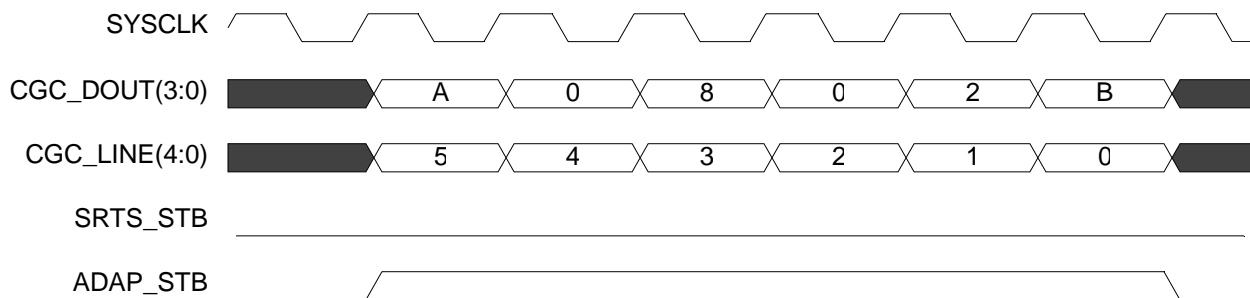 SYSCLK
CGC_DOUT(3:0) A 0 8 0 2 B
CGC_LINE(4:0) 5 4 3 2 1 0
SRTS_STB
ADAP_STB